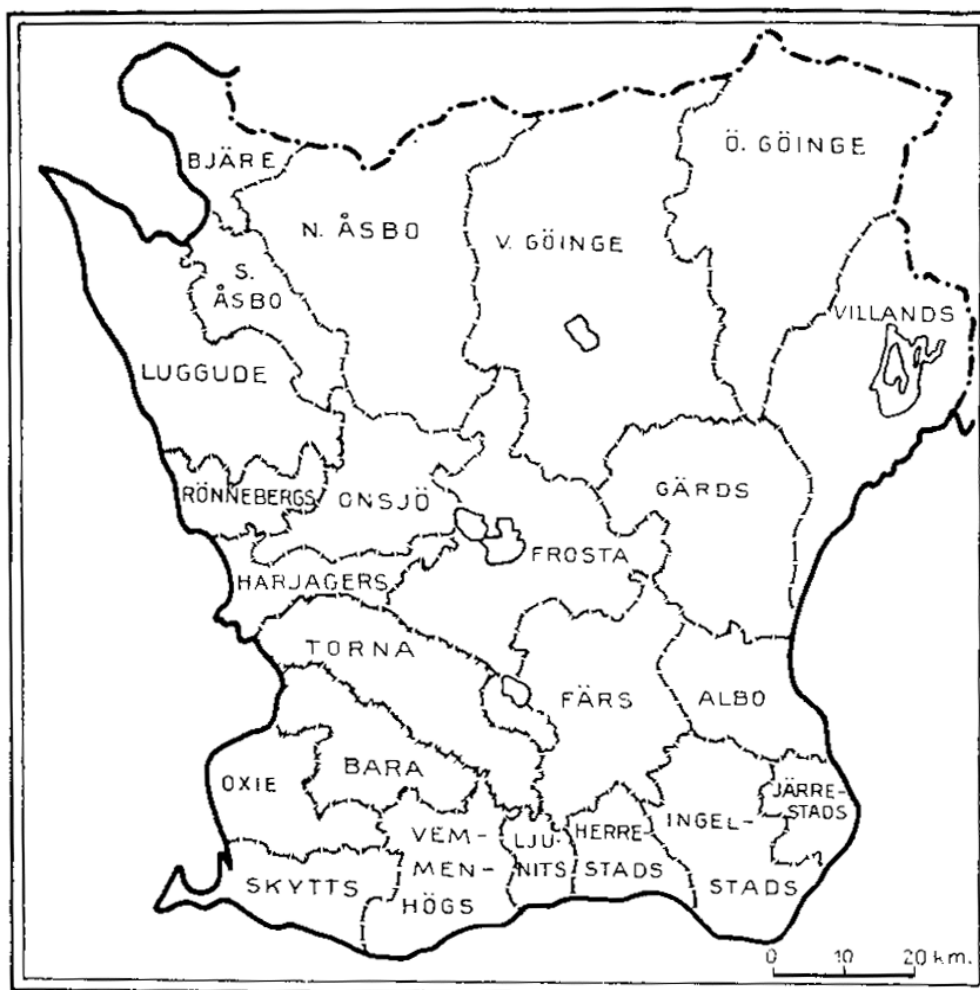 BJÄRE
Ö. GÖINGE
N. ÅSBO
V. GÖINGE
S.
ÅSBO
VILLANDS
LUGGUDE
RÖNNEBERGS
ONSJÖ
GÄRDS
HARJAGERS
FROSTA
TORNA
FÄRS
ALBO
OXIE
BARA
JÄRRE-
STADS
VEM-
MEN-
HÖGS
LJU-
NITS
HERRE-
STADS
INGEL-
STADS
SKYTTS
0 10 20 km.